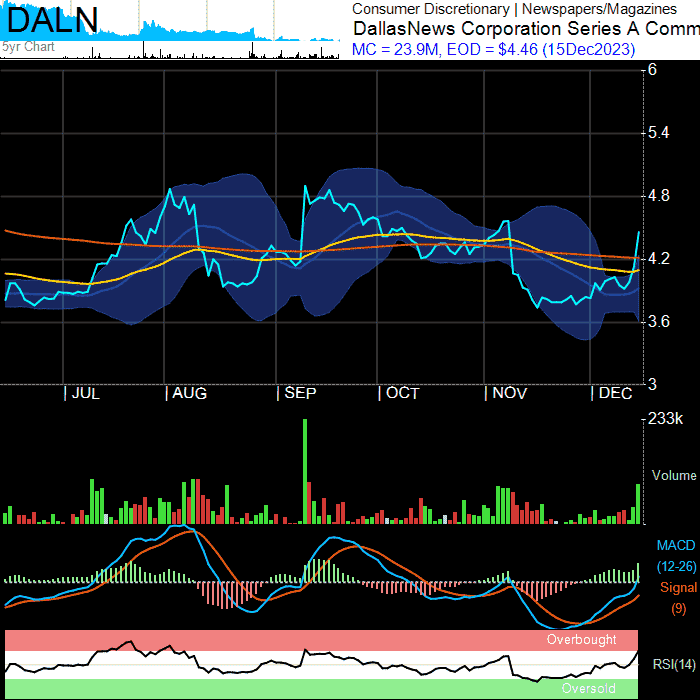 DALN
5yr Chart
Consumer Discretionary | Newspapers/Magazines
DallasNews Corporation Series A Comm
MC = 23.9M, EOD = $4.46 (15Dec2023)
6
5.4
4.8
4.2
3.6
3
| JUL | AUG | SEP | OCT | NOV | DEC
233k
Volume
MACD
(12-26)
Signal
(9)
Overbought
RSI(14)
Oversold